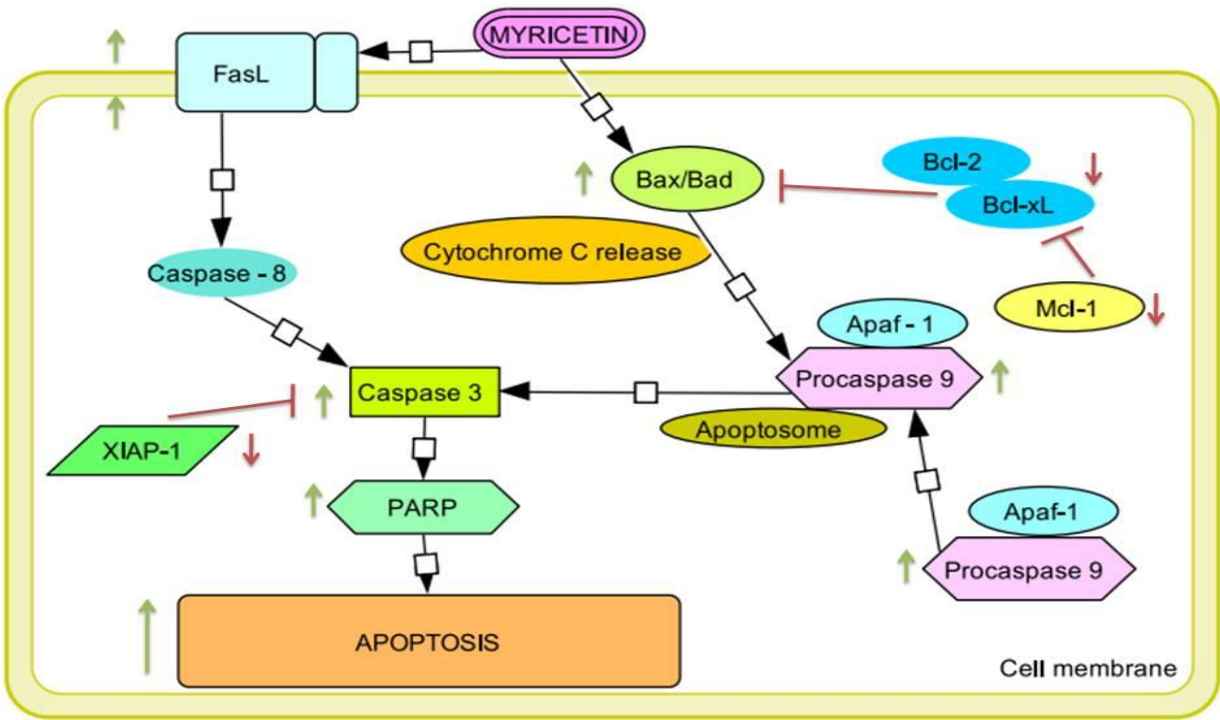 MYRICETIN
FasL
Bax/Bad
Bcl-2
Bcl-xL
Cytochrome C release
Caspase - 8
Mcl-1
Apaf - 1
Procaspase 9
Caspase 3
Apoptosome
XIAP-1
PARP
Apaf-1
Procaspase 9
APOPTOSIS
Cell membrane